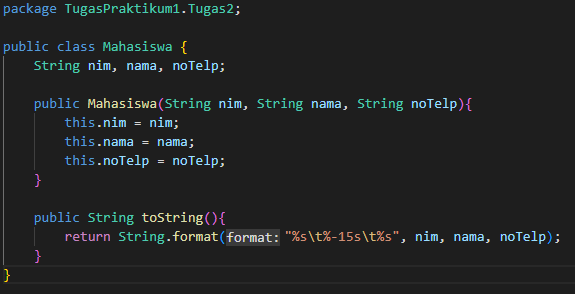 package TugasPraktikum1.Tugas2;
public class Mahasiswa {
String nim, nama, noTelp;
public Mahasiswa(String nim, String nama, String noTelp){
this.nim = nim;
this.nama = nama;
this.noTelp = noTelp;
}
public String toString(){
return String.format(format: "%s\t%-15s\t%s", nim, nama, noTelp);
}
}